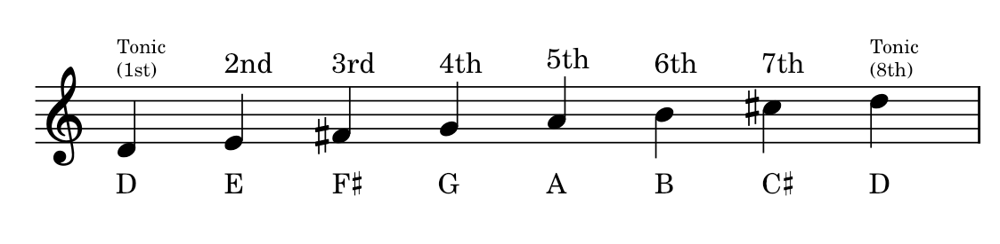 Tonic
(1st)
2nd
3rd
4th
5th
6th
7th
Tonic
(8th)
D E F♯ G A B C♯ D